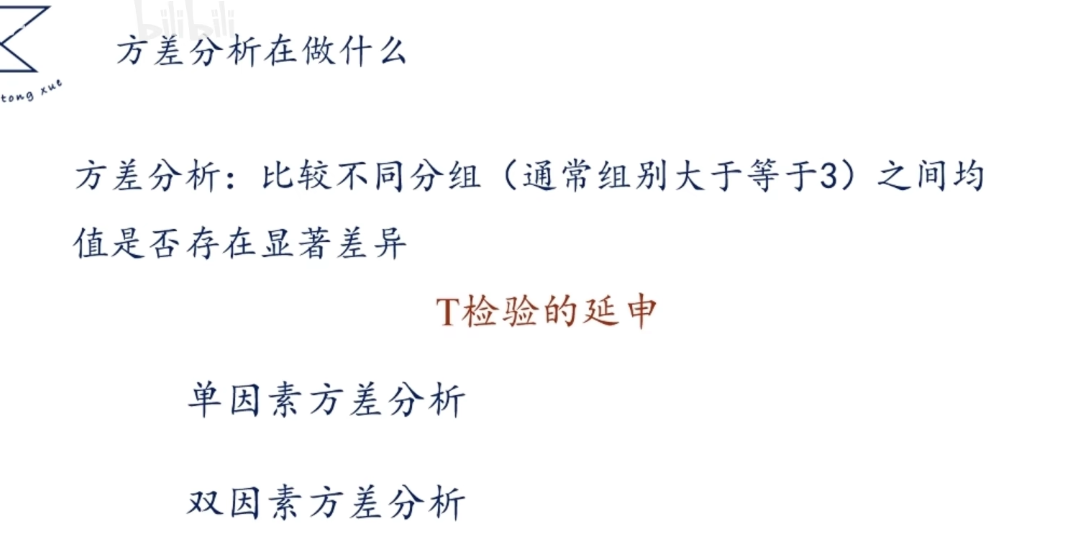 bilibili
方差分析在做什么
tong xue
方差分析：比较不同分组（通常组别大于等于3）之间均
值是否存在显著差异
T检验的延申
单因素方差分析
双因素方差分析